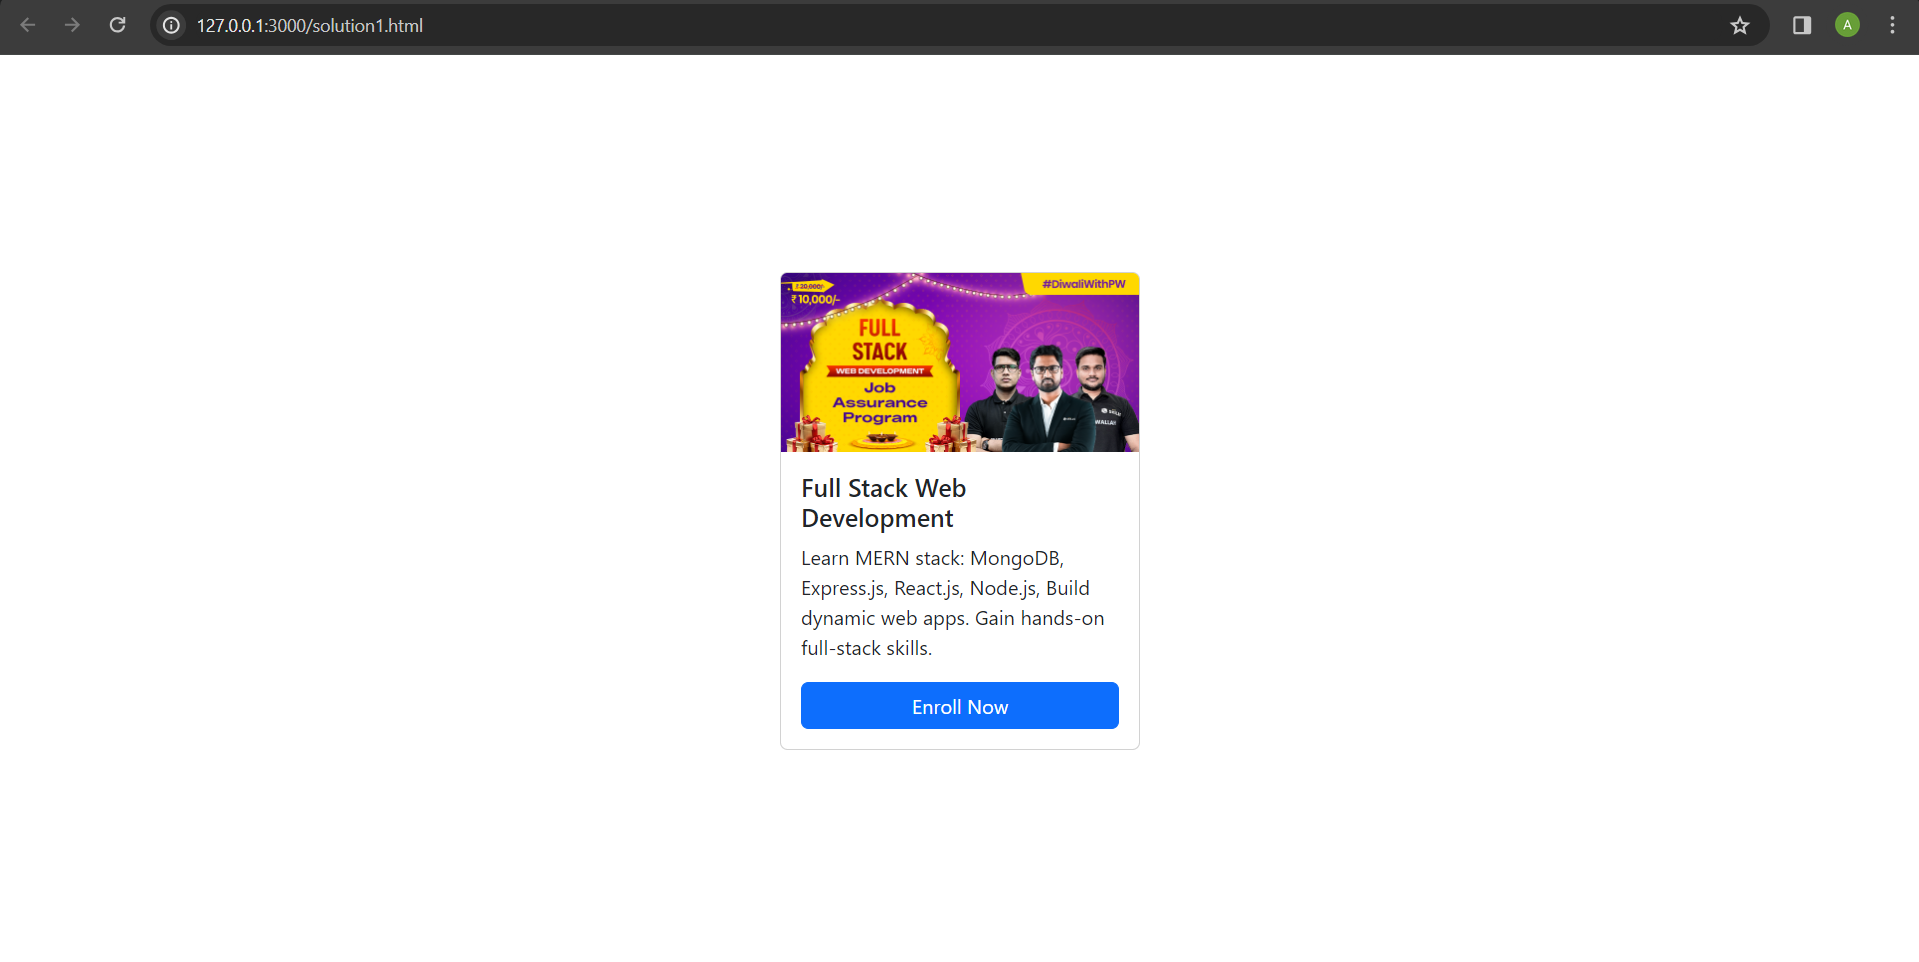 127.0.0.1:3000/solution1.html
A
#DiwaliWithPW
₹ 20,000/-
₹ 10,000/-
FULL
STACK
WEB DEVELOPMENT
Job
Assurance
Program
WALLAH
Full Stack Web
Development
Learn MERN stack: MongoDB,
Express.js, React.js, Node.js, Build
dynamic web apps. Gain hands-on
full-stack skills.
Enroll Now